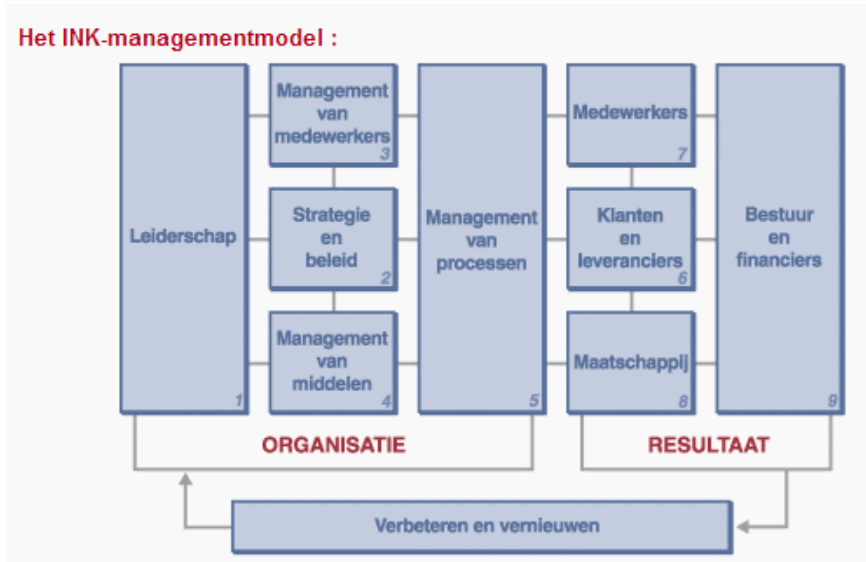 Het INK-managementmodel :
Leiderschap
1
Management
van
medewerkers
3
Strategie
en
beleid
2
Management
van
middelen
4
Management
van
processen
5
Medewerkers
7
Klanten
en
leveranciers
6
Maatschappij
8
Bestuur
en
financiers
9
ORGANISATIE
RESULTAAT
Verbeteren en vernieuwen